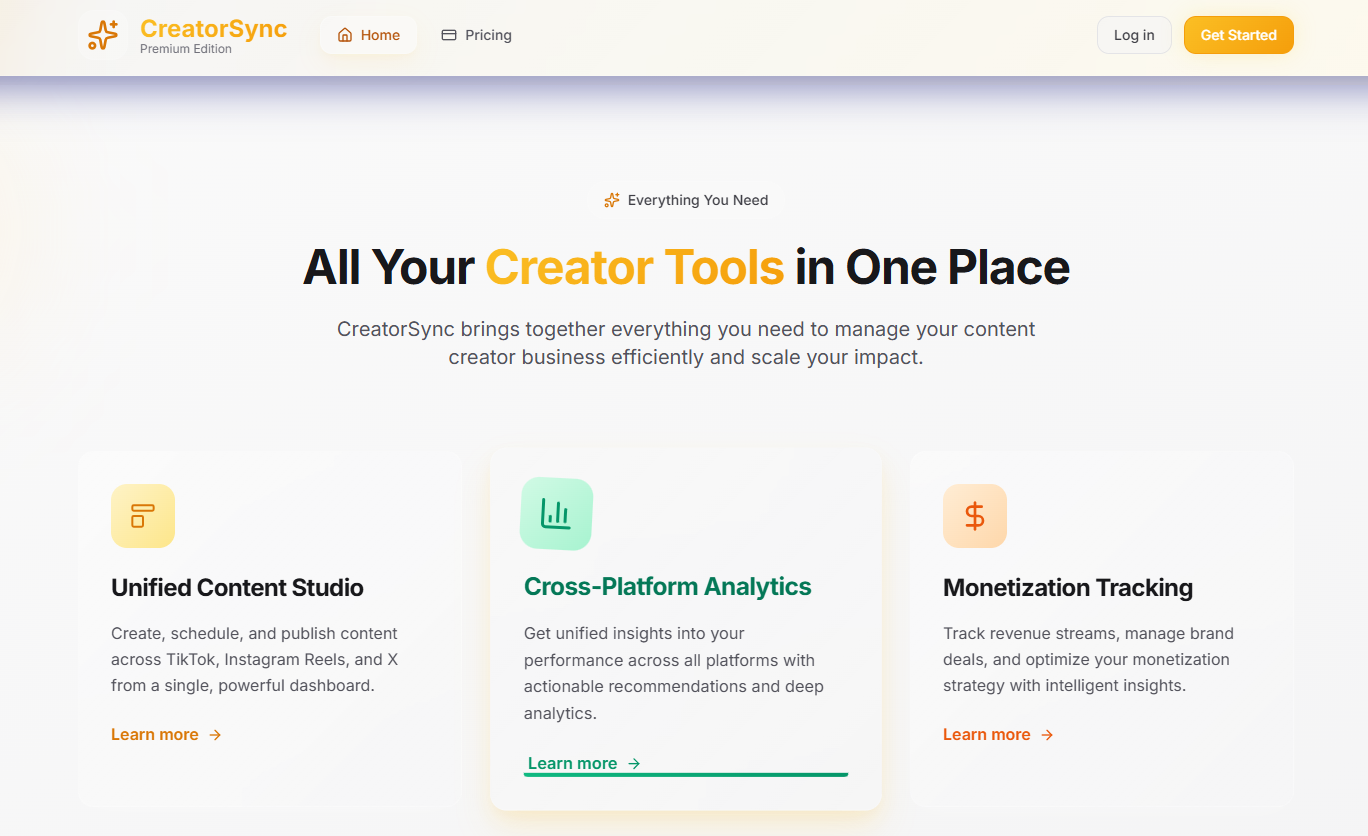 CreatorSync
Premium Edition
Home
Pricing
Log in
Get Started
Everything You Need
All Your Creator Tools in One Place
CreatorSync brings together everything you need to manage your content
creator business efficiently and scale your impact.
Unified Content Studio
Create, schedule, and publish content
across TikTok, Instagram Reels, and X
from a single, powerful dashboard.
Learn more
Cross-Platform Analytics
Get unified insights into your
performance across all platforms with
actionable recommendations and deep
analytics.
Learn more
Monetization Tracking
Track revenue streams, manage brand
deals, and optimize your monetization
strategy with intelligent insights.
Learn more